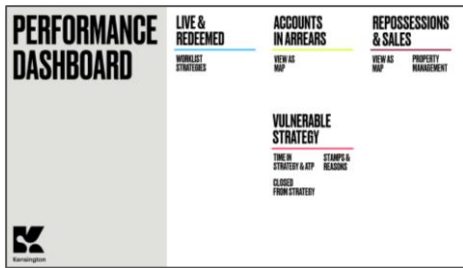 PERFORMANCE
DASHBOARD
LIVE &
REDEEMED
WORKLIST
STRATEGIES
ACCOUNTS
IN ARREARS
VIEW AS
MAP
REPOSSESSIONS
& SALES
VIEW AS
MAP
PROPERTY
MANAGEMENT
VULNERABLE
STRATEGY
TIME IN
STRATEGY & ATP
STAMPS &
REASONS
CLOSED
FROM STRATEGY
Kensington